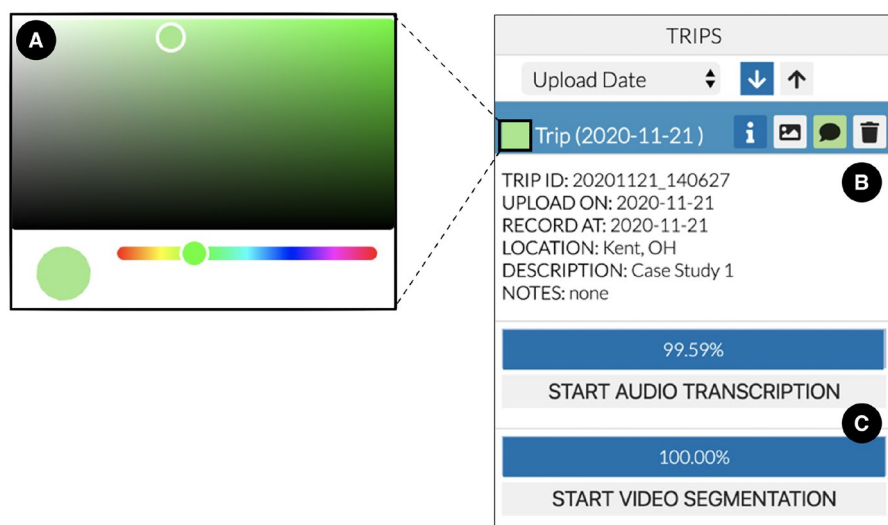 A
TRIPS
Upload Date
Trip (2020-11-21 )
B
TRIP ID: 20201121_140627
UPLOAD ON: 2020-11-21
RECORD AT: 2020-11-21
LOCATION: Kent, OH
DESCRIPTION: Case Study 1
NOTES: none
99.59%
START AUDIO TRANSCRIPTION
C
100.00%
START VIDEO SEGMENTATION